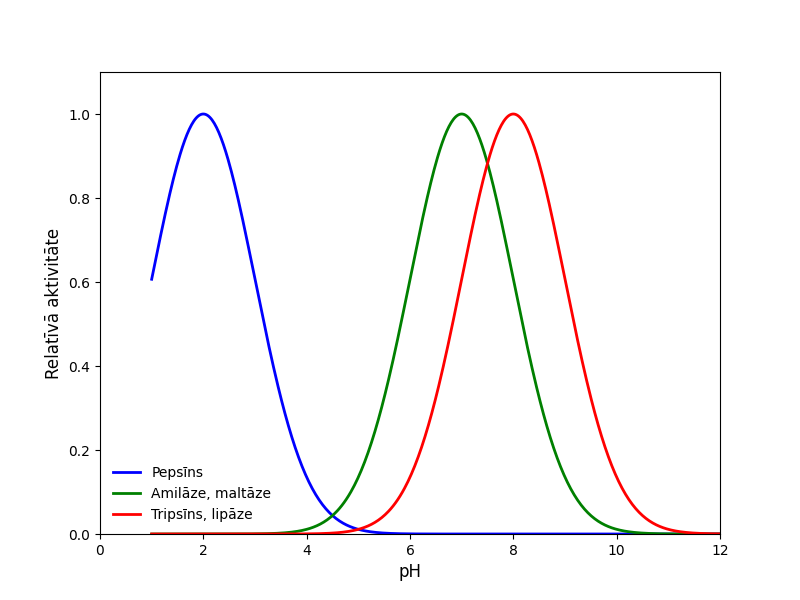 Relatīvā aktivitāte
1.0
0.8
0.6
0.4
0.2
0.0
Pepsīns
Amilāze, maltāze
Tripsīns, lipāze
0 2 4 6 8 10 12
pH